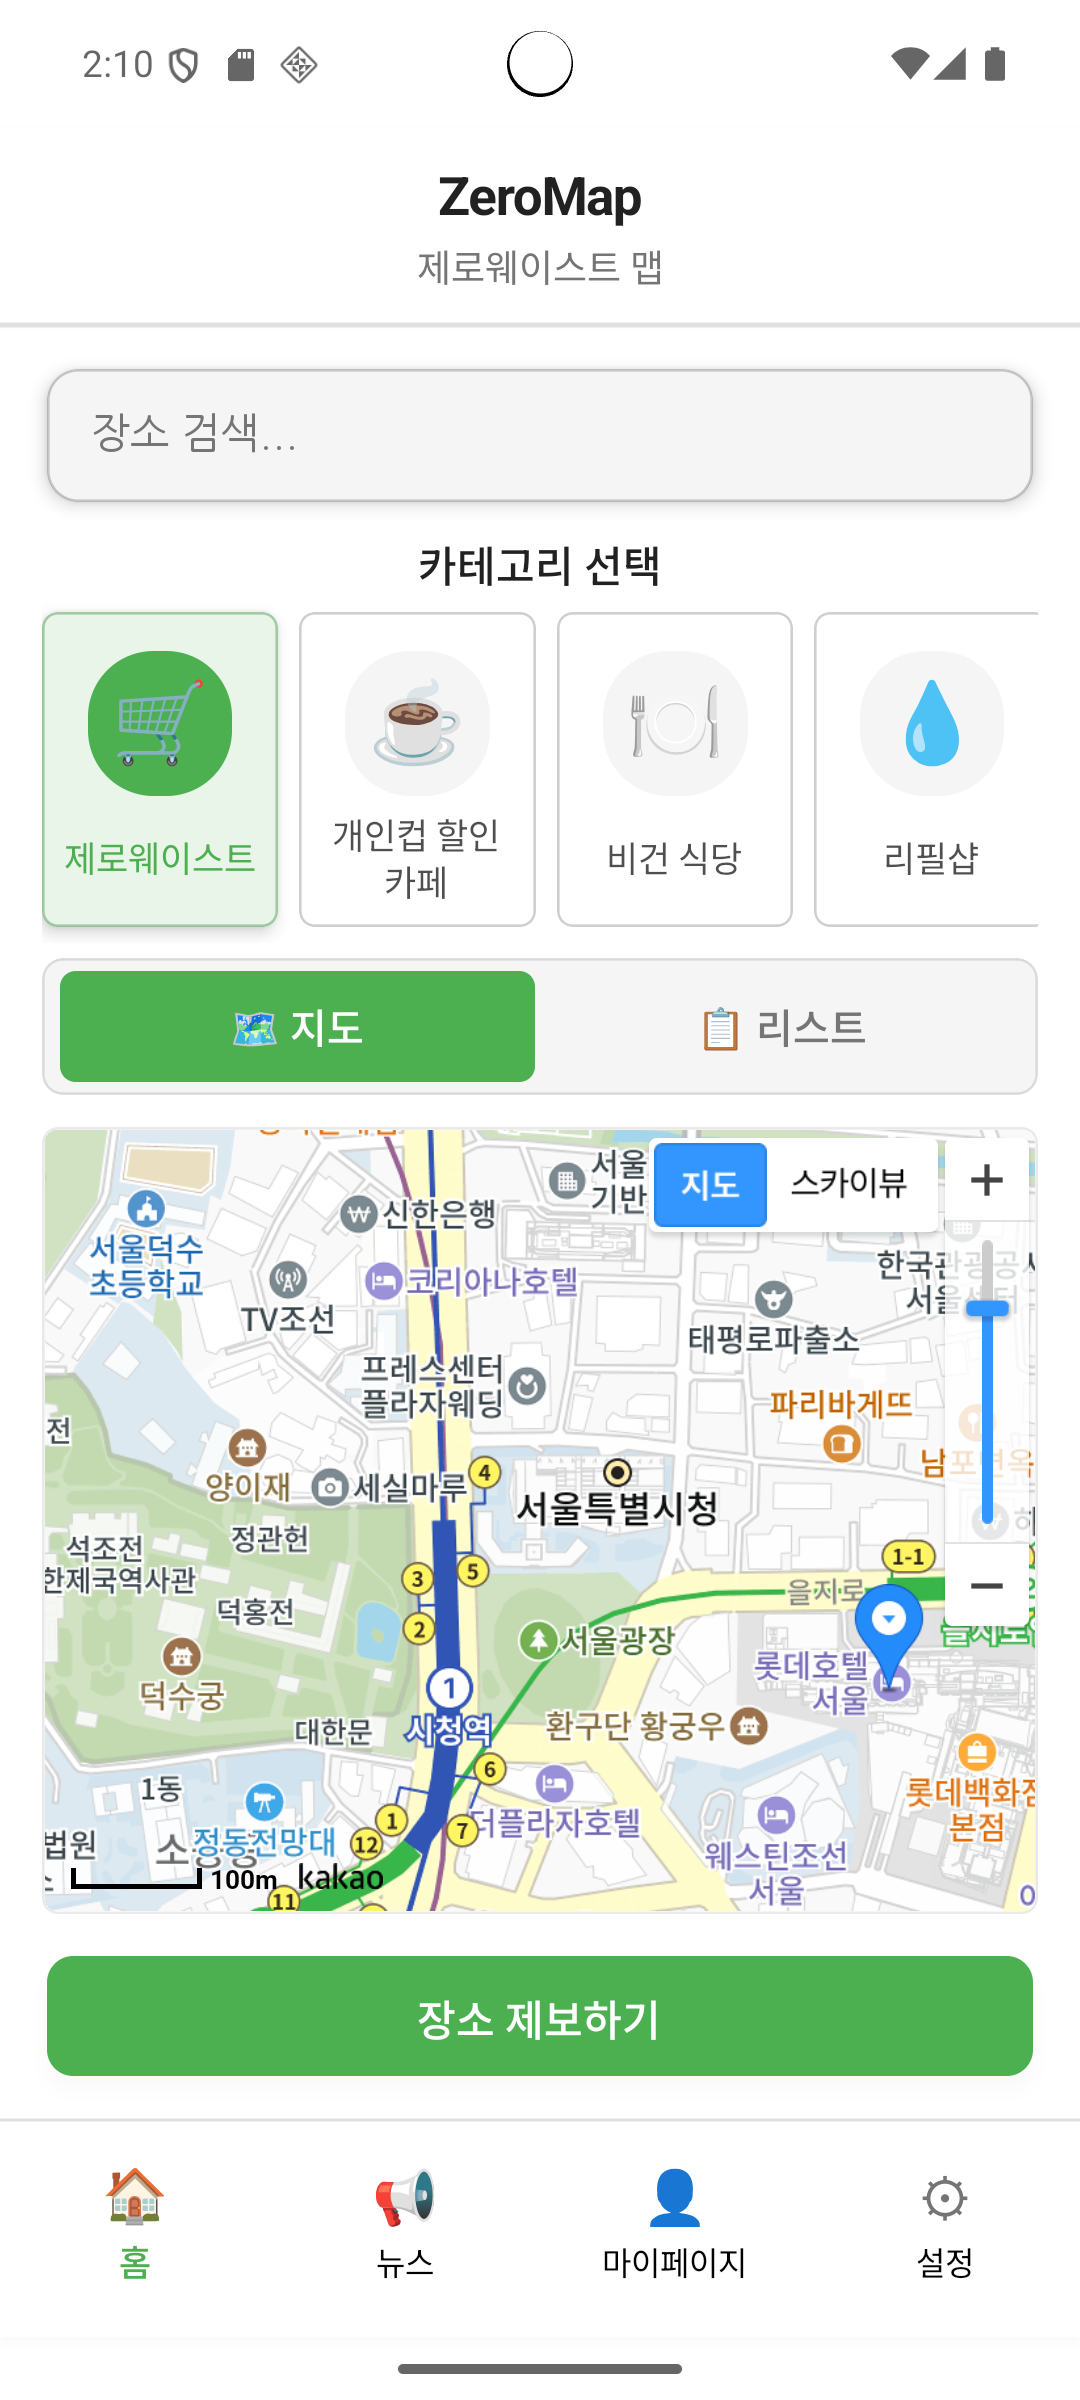 2:10
ZeroMap
제로웨이스트 맵
장소 검색...
카테고리 선택
제로웨이스트
개인컵 할인
카페
비건 식당
리필샵
지도
리스트
지도
스카이뷰
서울
기반
신한은행
서울덕수
초등학교
코리아나호텔
TV조선
한국관광공사
서울센터
태평로파출소
프레스센터
플라자웨딩
파리바게뜨
전
양이재
세실마루
4
남포면옥
서울특별시청
정관헌
석조전
한제국역사관
3
5
1-1
을지로
덕홍전
2
서울광장
롯데호텔
서울
덕수궁
1
시청역
대한문
환구단 황궁우
6
롯데백화점
본점
1동
정동전망대
1
7
더플라자호텔
12
법원
웨스틴조선
서울
100m
kakao
11
장소 제보하기
홈
뉴스
마이페이지
설정